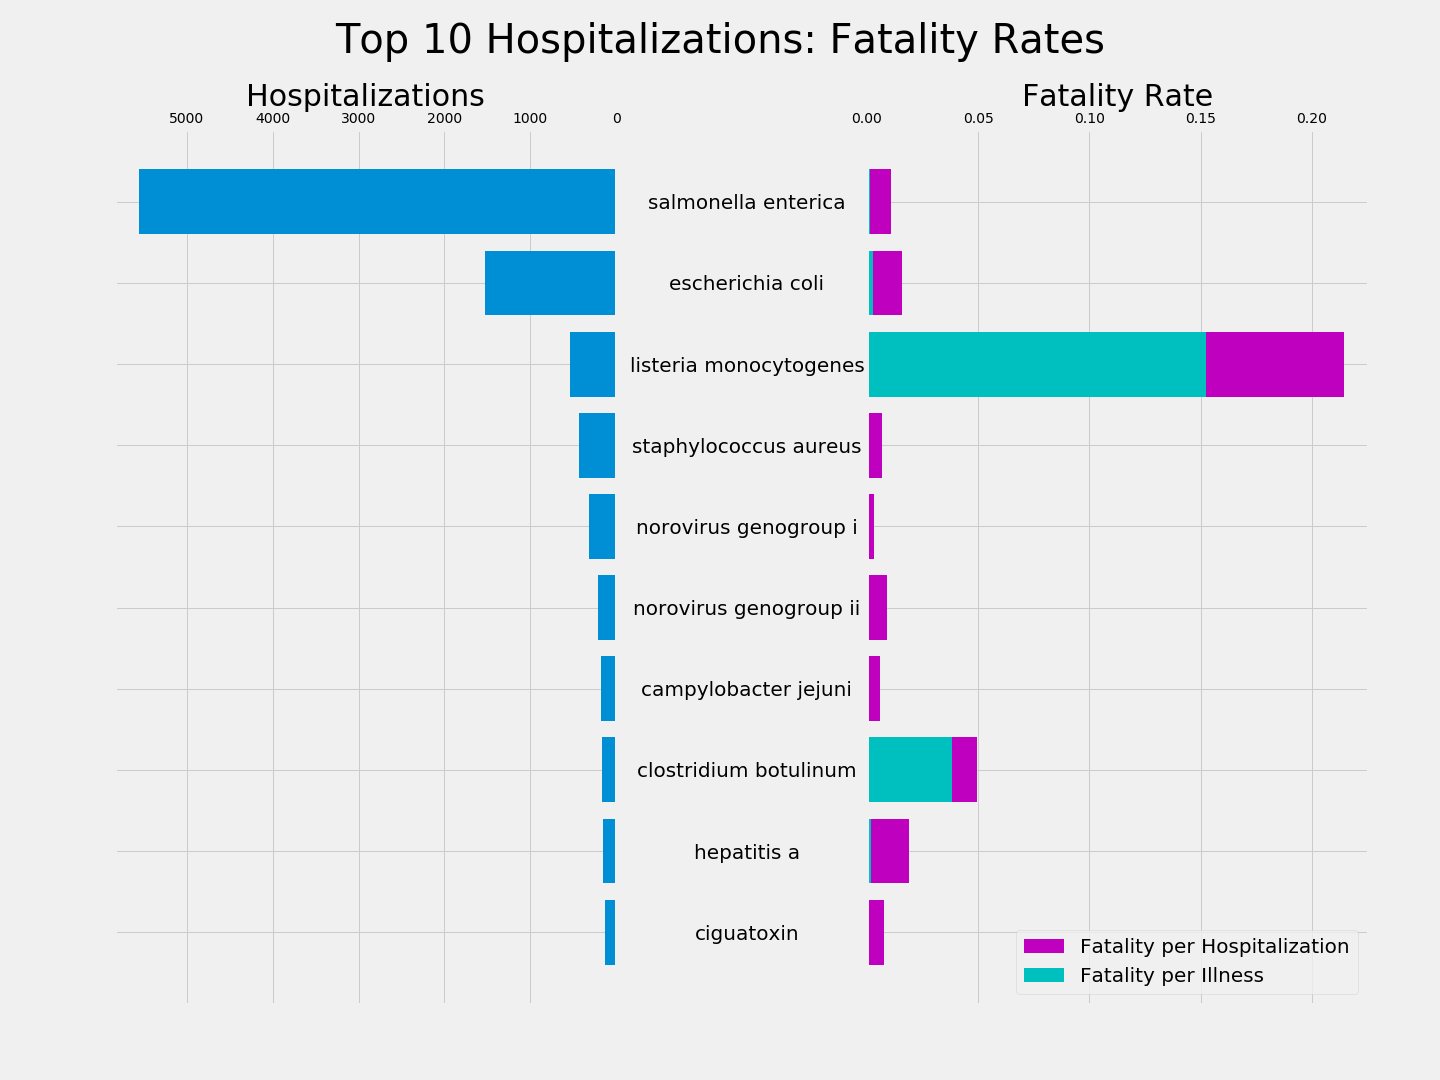 Top 10 Hospitalizations: Fatality Rates
Hospitalizations
5000 4000 3000 2000 1000 0
Fatality Rate
0.00 0.05 0.10 0.15 0.20
salmonella enterica
escherichia coli
listeria monocytogenes
staphylococcus aureus
norovirus genogroup i
norovirus genogroup ii
campylobacter jejuni
clostridium botulinum
hepatitis a
ciguatoxin
Fatality per Hospitalization
Fatality per Illness